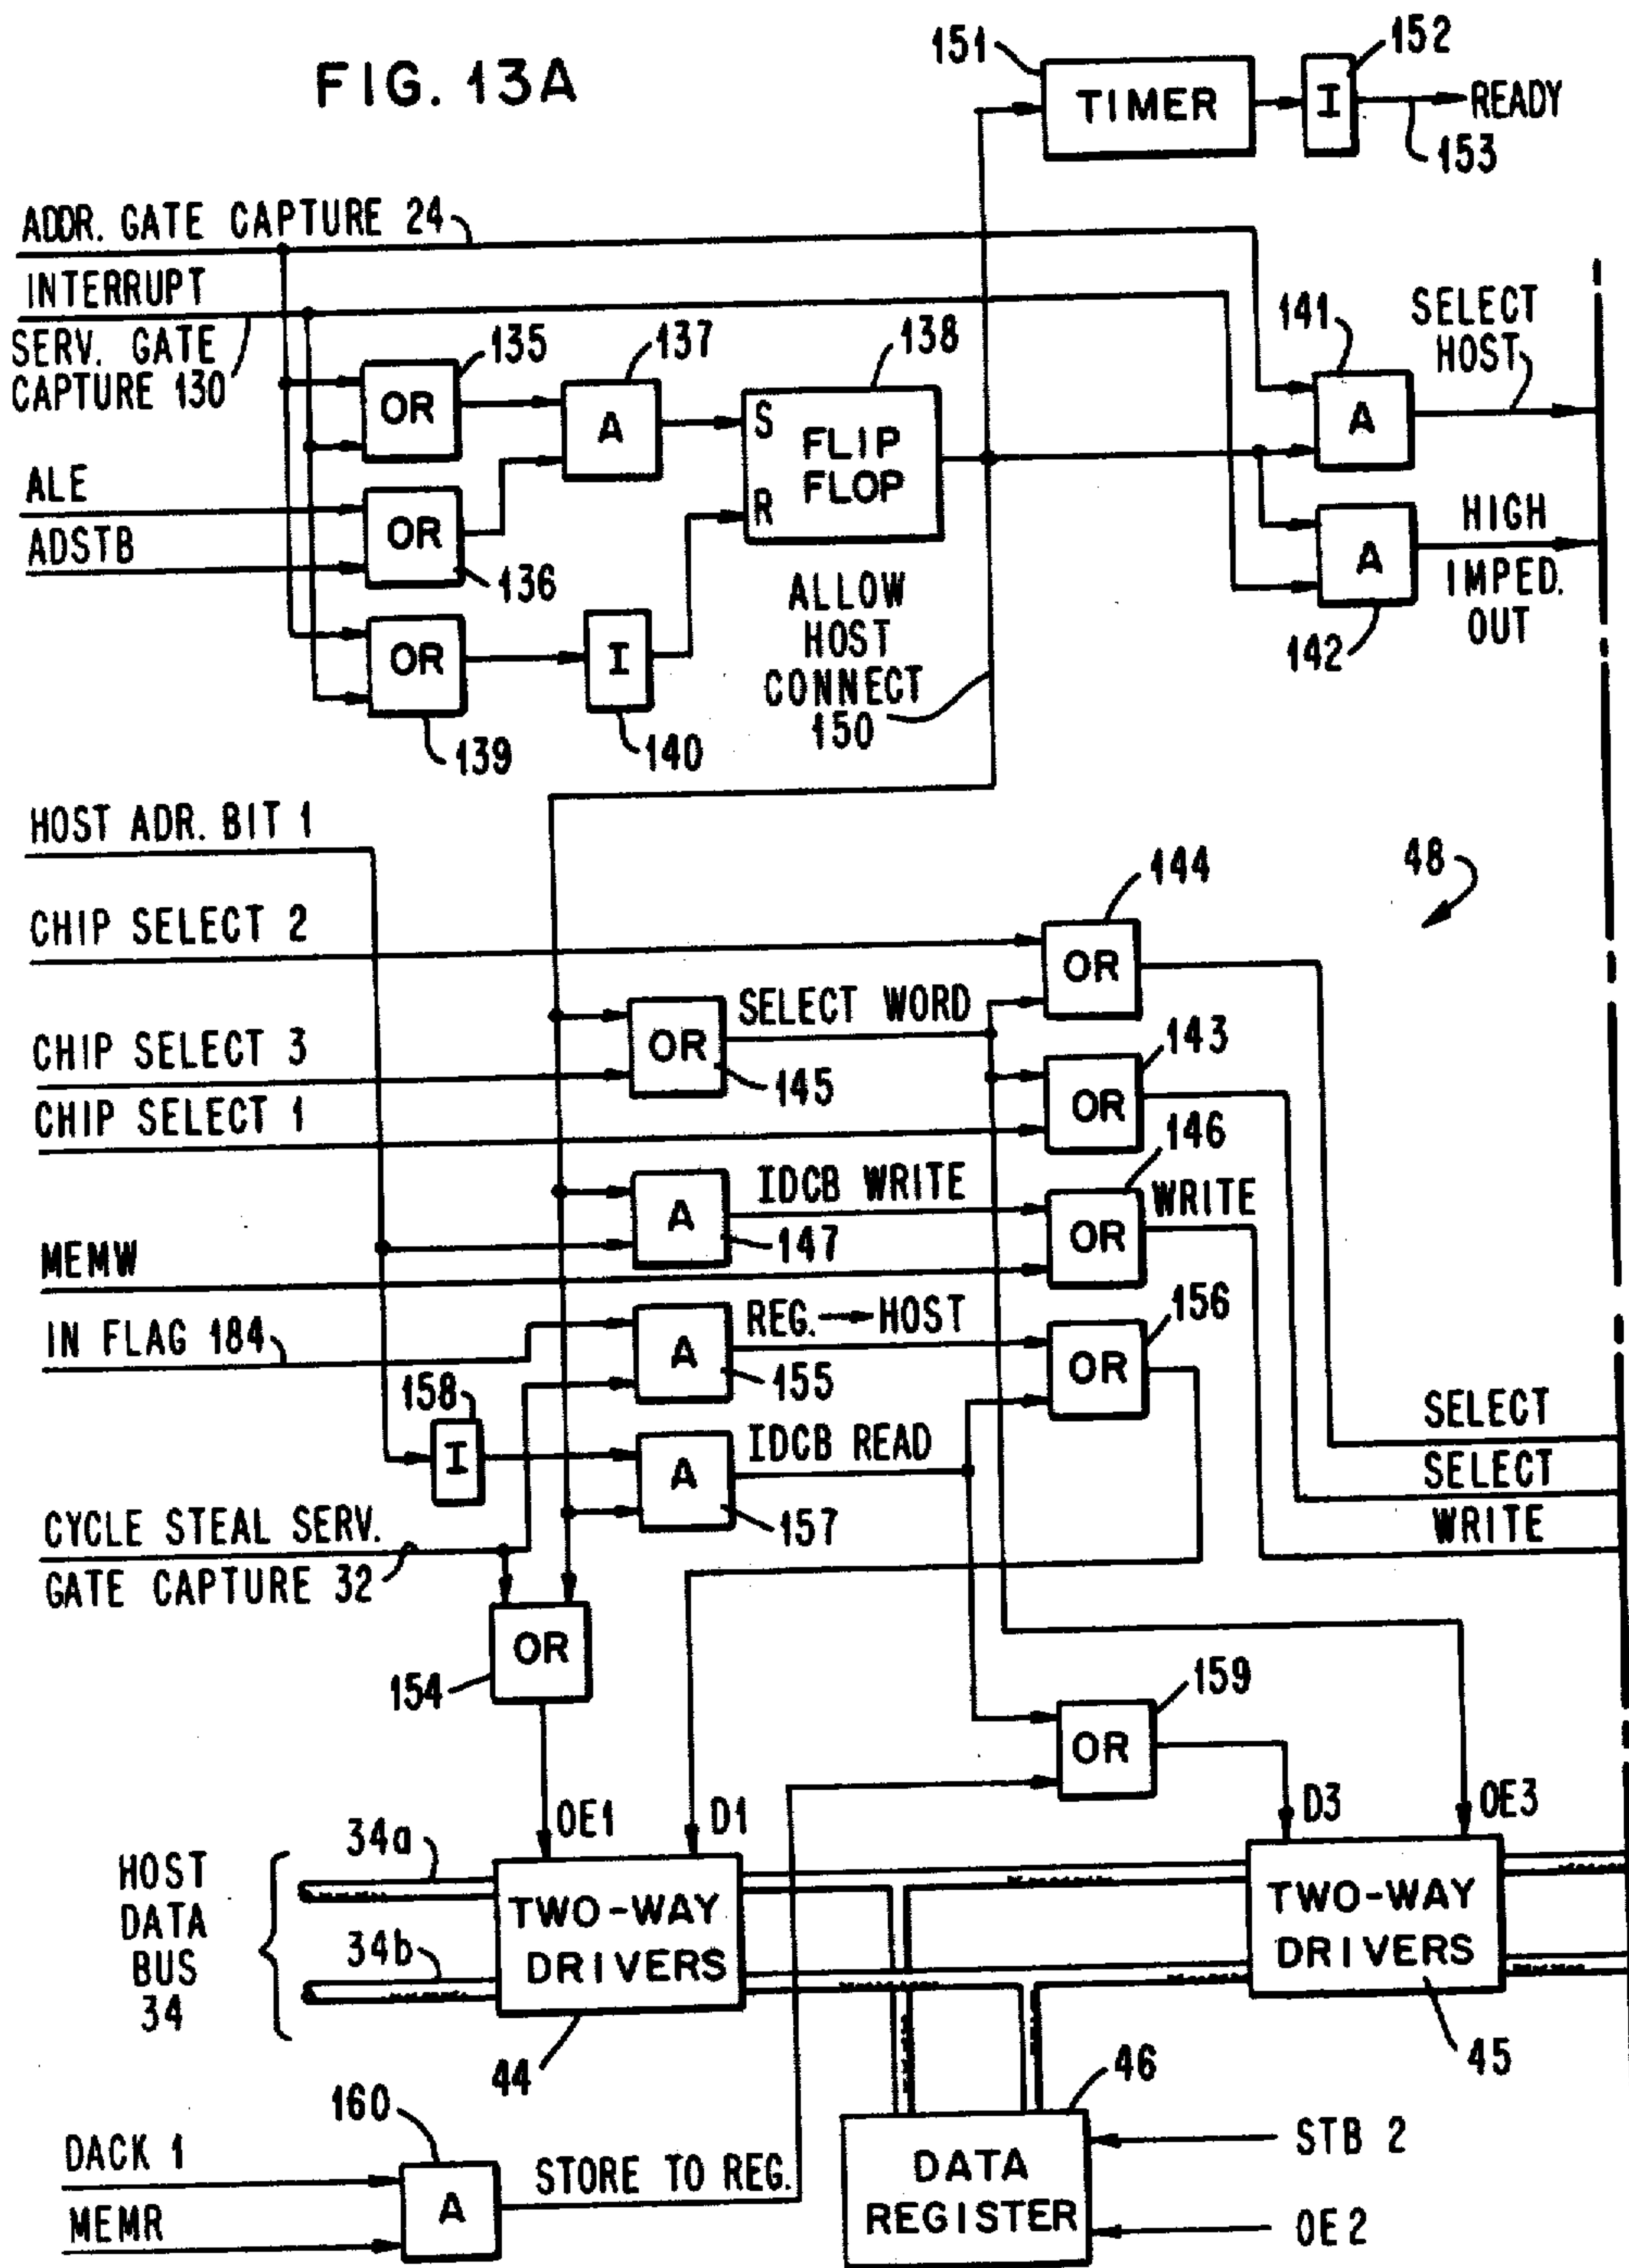 FIG. 13A
151
TIMER
152
I
READY
153
ADDR. GATE CAPTURE 24
INTERRUPT
SERV. GATE
CAPTURE 130
135
OR
137
A
138
S
R
FLIP
FLOP
141
A
SELECT
HOST
ALE
ADSTB
OR
136
HIGH
IMPED.
OUT
A
142
OR
139
I
140
ALLOW
HOST
CONNECT
150
HOST ADR. BIT 1
48
CHIP SELECT 2
144
OR
CHIP SELECT 3
OR
145
SELECT WORD
143
OR
CHIP SELECT 1
146
A
147
IDCB WRITE
OR
WRITE
MEMW
IN FLAG 184
A
155
REG.→HOST
156
OR
158
I
A
157
IDCB READ
SELECT
SELECT
WRITE
CYCLE STEAL SERV.
GATE CAPTURE 32
OR
154
159
OR
OE1
D1
D3
OE3
HOST
DATA
BUS
34
34a
34b
TWO-WAY
DRIVERS
44
TWO-WAY
DRIVERS
45
46
DATA
REGISTER
STB 2
OE2
160
DACK 1
MEMR
A
STORE TO REG.